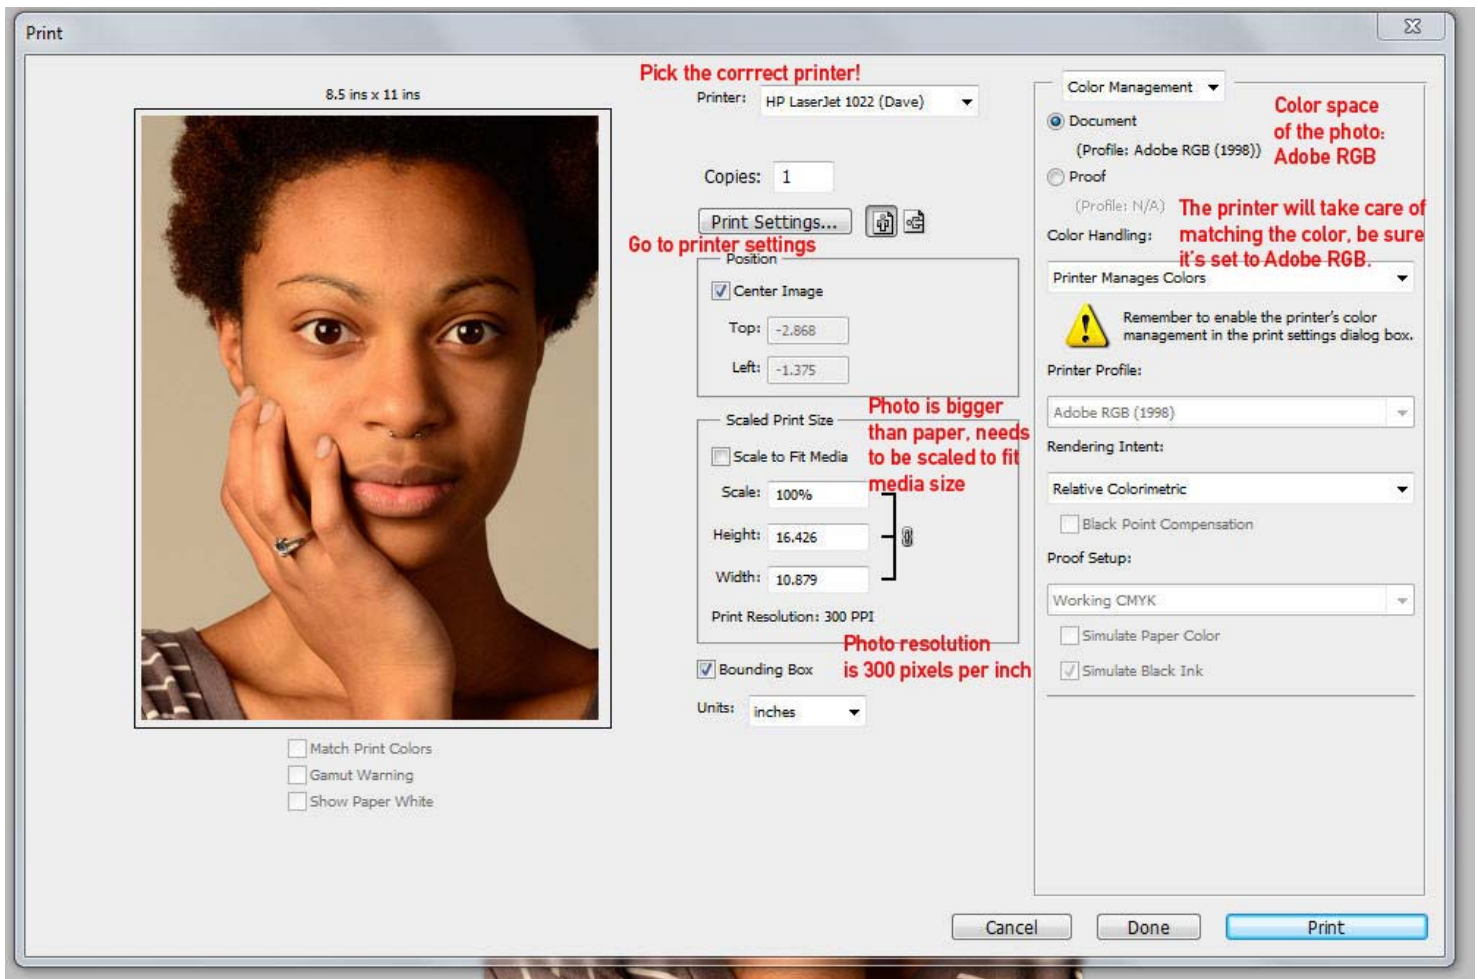 Print
8.5 ins x 11 ins
Match Print Colors
Gamut Warning
Show Paper White
Pick the corrrect printer!
Printer: HP LaserJet 1022 (Dave)
Copies: 1
Print Settings...
Go to printer settings
Position
Center Image
Top: -2.868
Left: -1.375
Scaled Print Size
Scale to Fit Media
Photo is bigger
than paper, needs
to be scaled to fit
media size
Scale: 100%
Height: 16.426
Width: 10.879
Print Resolution: 300 PPI
Photo resolution
is 300 pixels per inch
Bounding Box
Units: inches
Color Management
Document
(Profile: Adobe RGB (1998))
Color space
of the photo:
Adobe RGB
Proof
(Profile: N/A)
The printer will take care of
matching the color, be sure
it's set to Adobe RGB.
Color Handling:
Printer Manages Colors
Remember to enable the printer's color
management in the print settings dialog box.
Printer Profile:
Adobe RGB (1998)
Rendering Intent:
Relative Colorimetric
Black Point Compensation
Proof Setup:
Working CMYK
Simulate Paper Color
Simulate Black Ink
Cancel
Done
Print